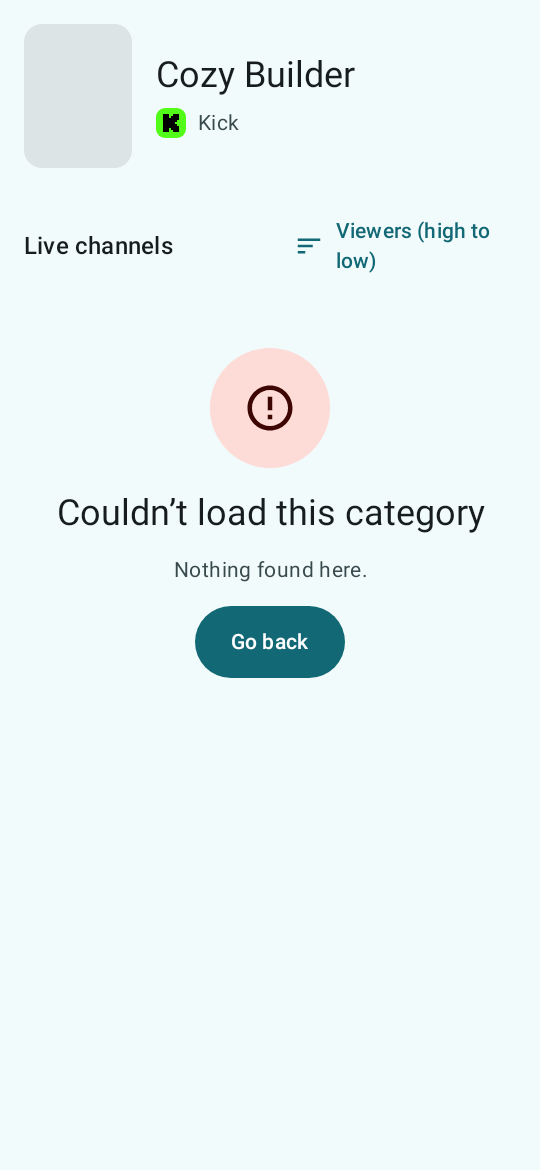 Cozy Builder
Kick
Live channels
Viewers (high to
low)
Couldn’t load this category
Nothing found here.
Go back